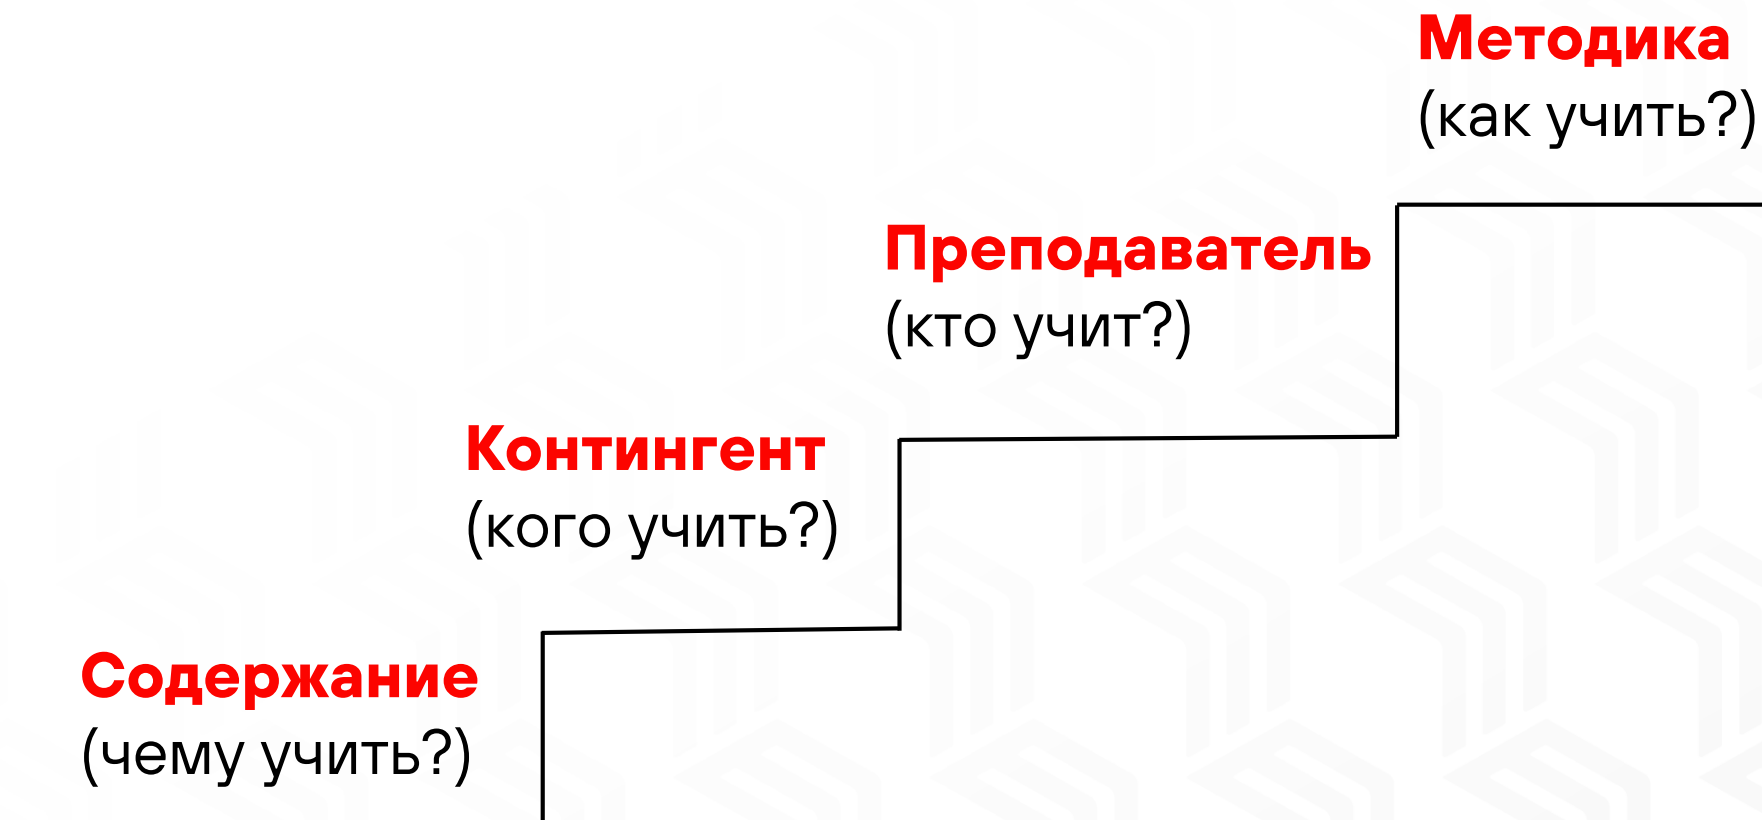 Методика
(как учить?)
Преподаватель
(кто учит?)
Контингент
(кого учить?)
Содержание
(чему учить?)